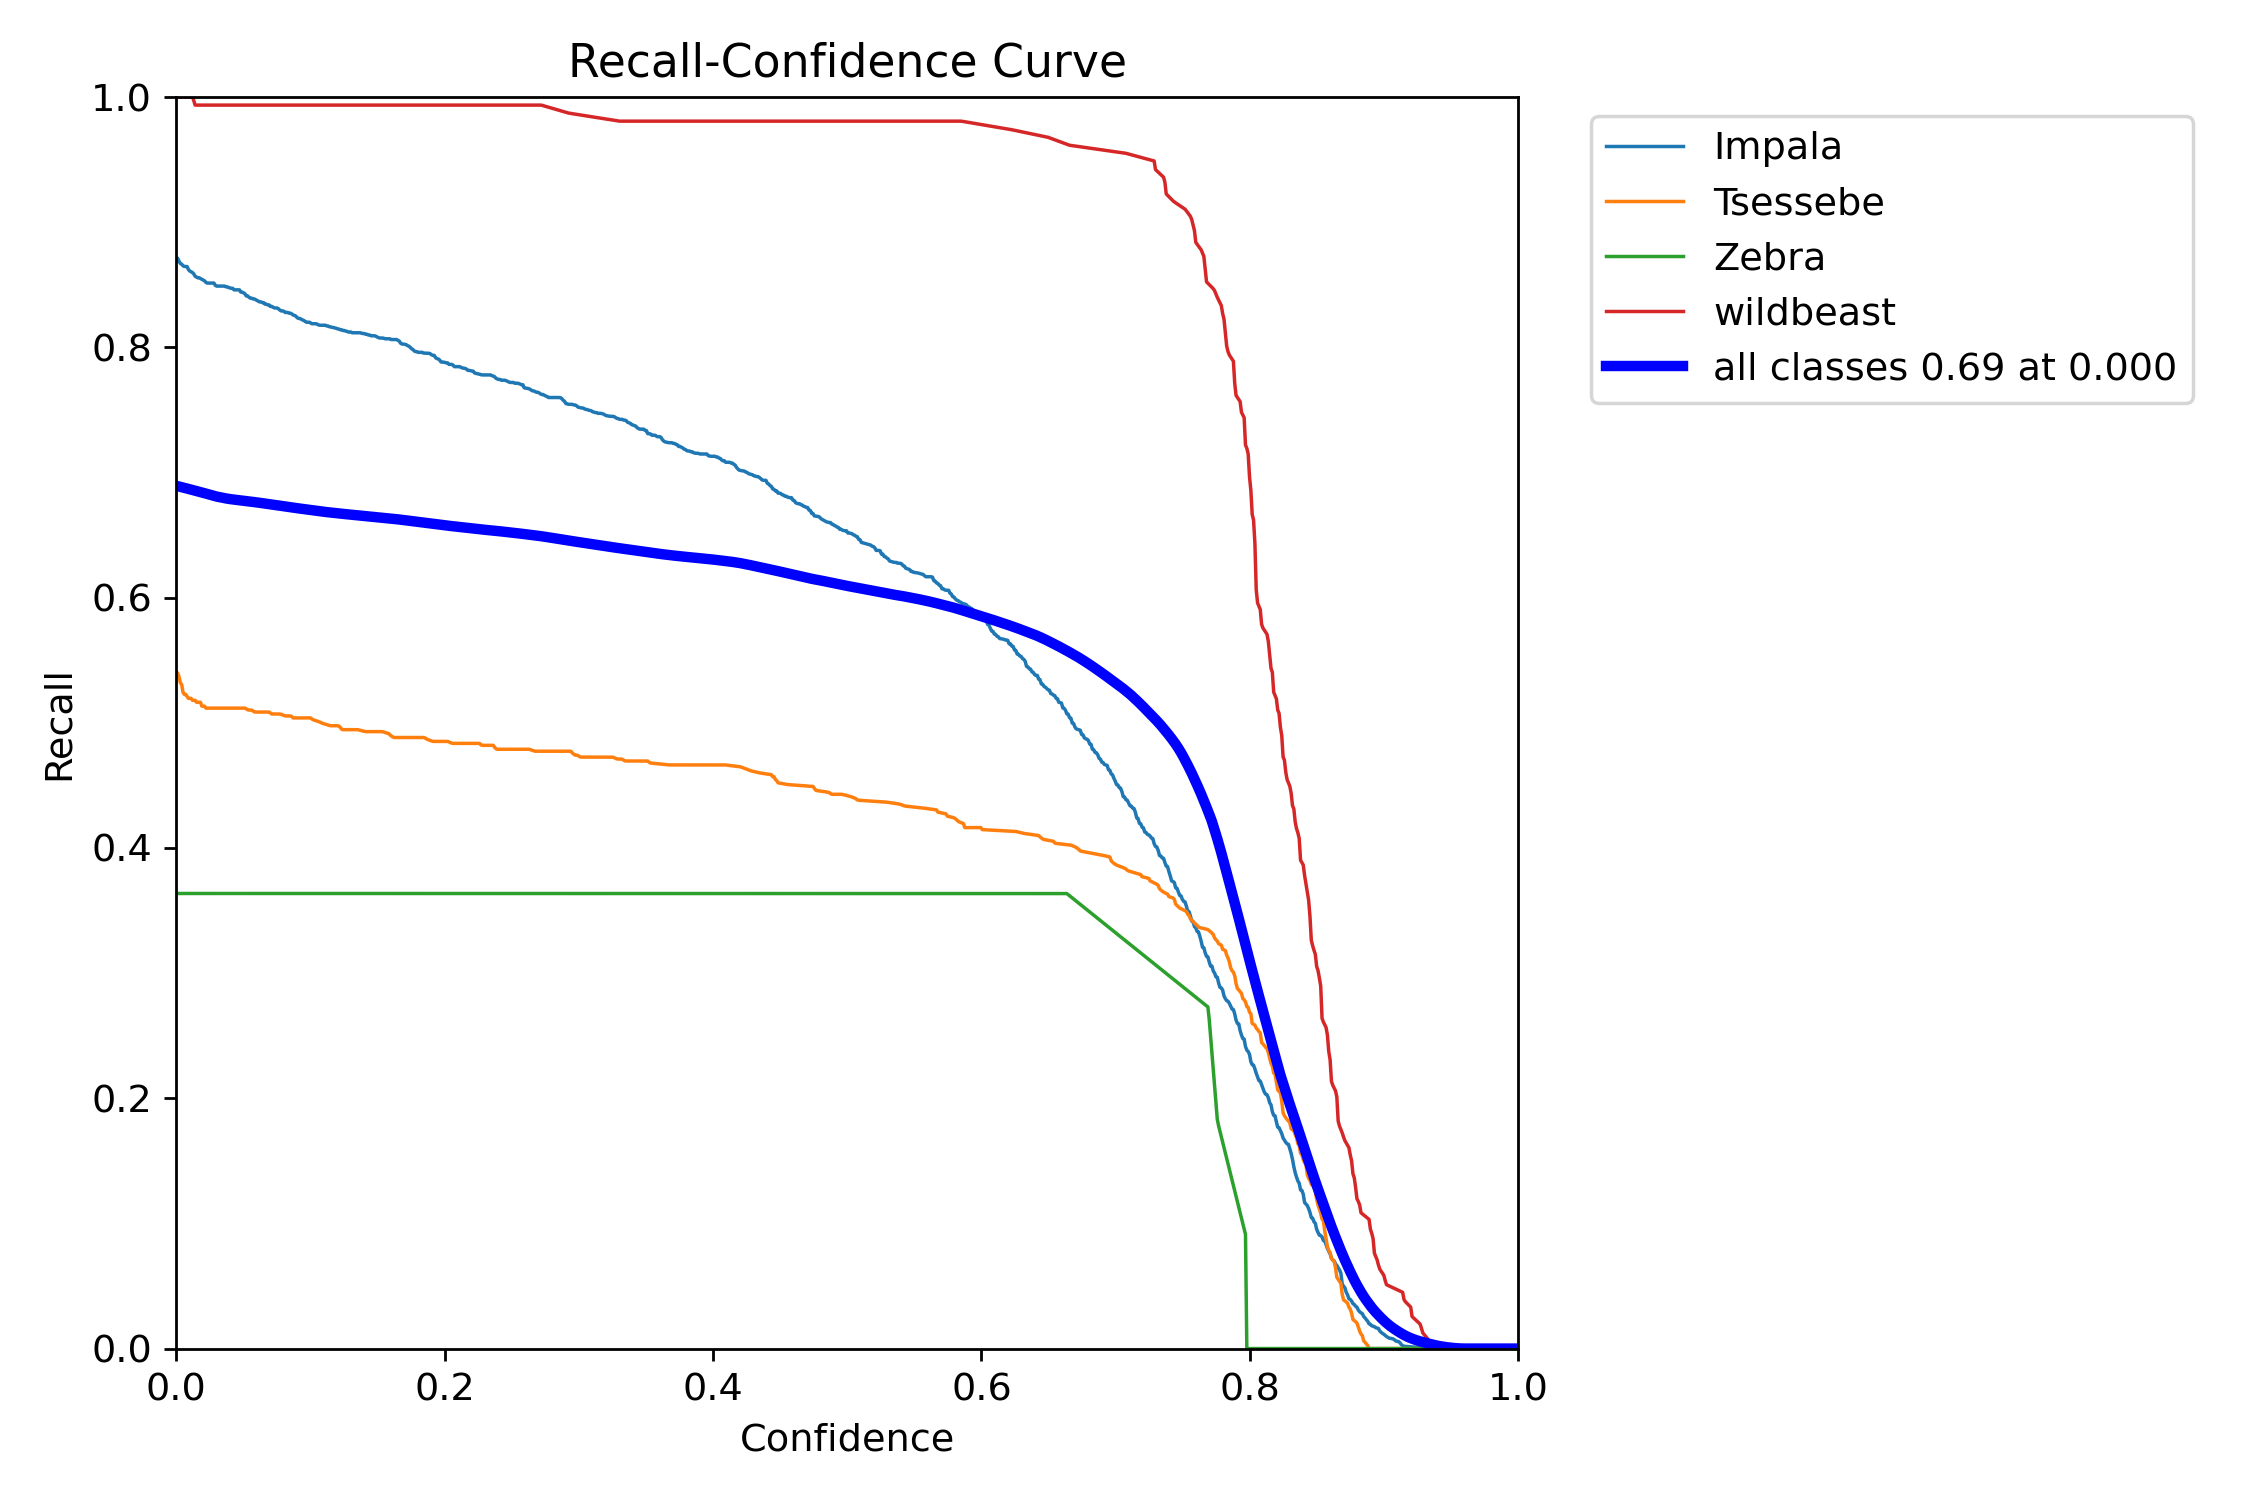 Recall-Confidence Curve
1.0
0.8
0.6
0.4
0.2
0.0
Recall
0.0 0.2 0.4 0.6 0.8 1.0
Confidence
Impala
Tsessebe
Zebra
wildbeast
all classes 0.69 at 0.000